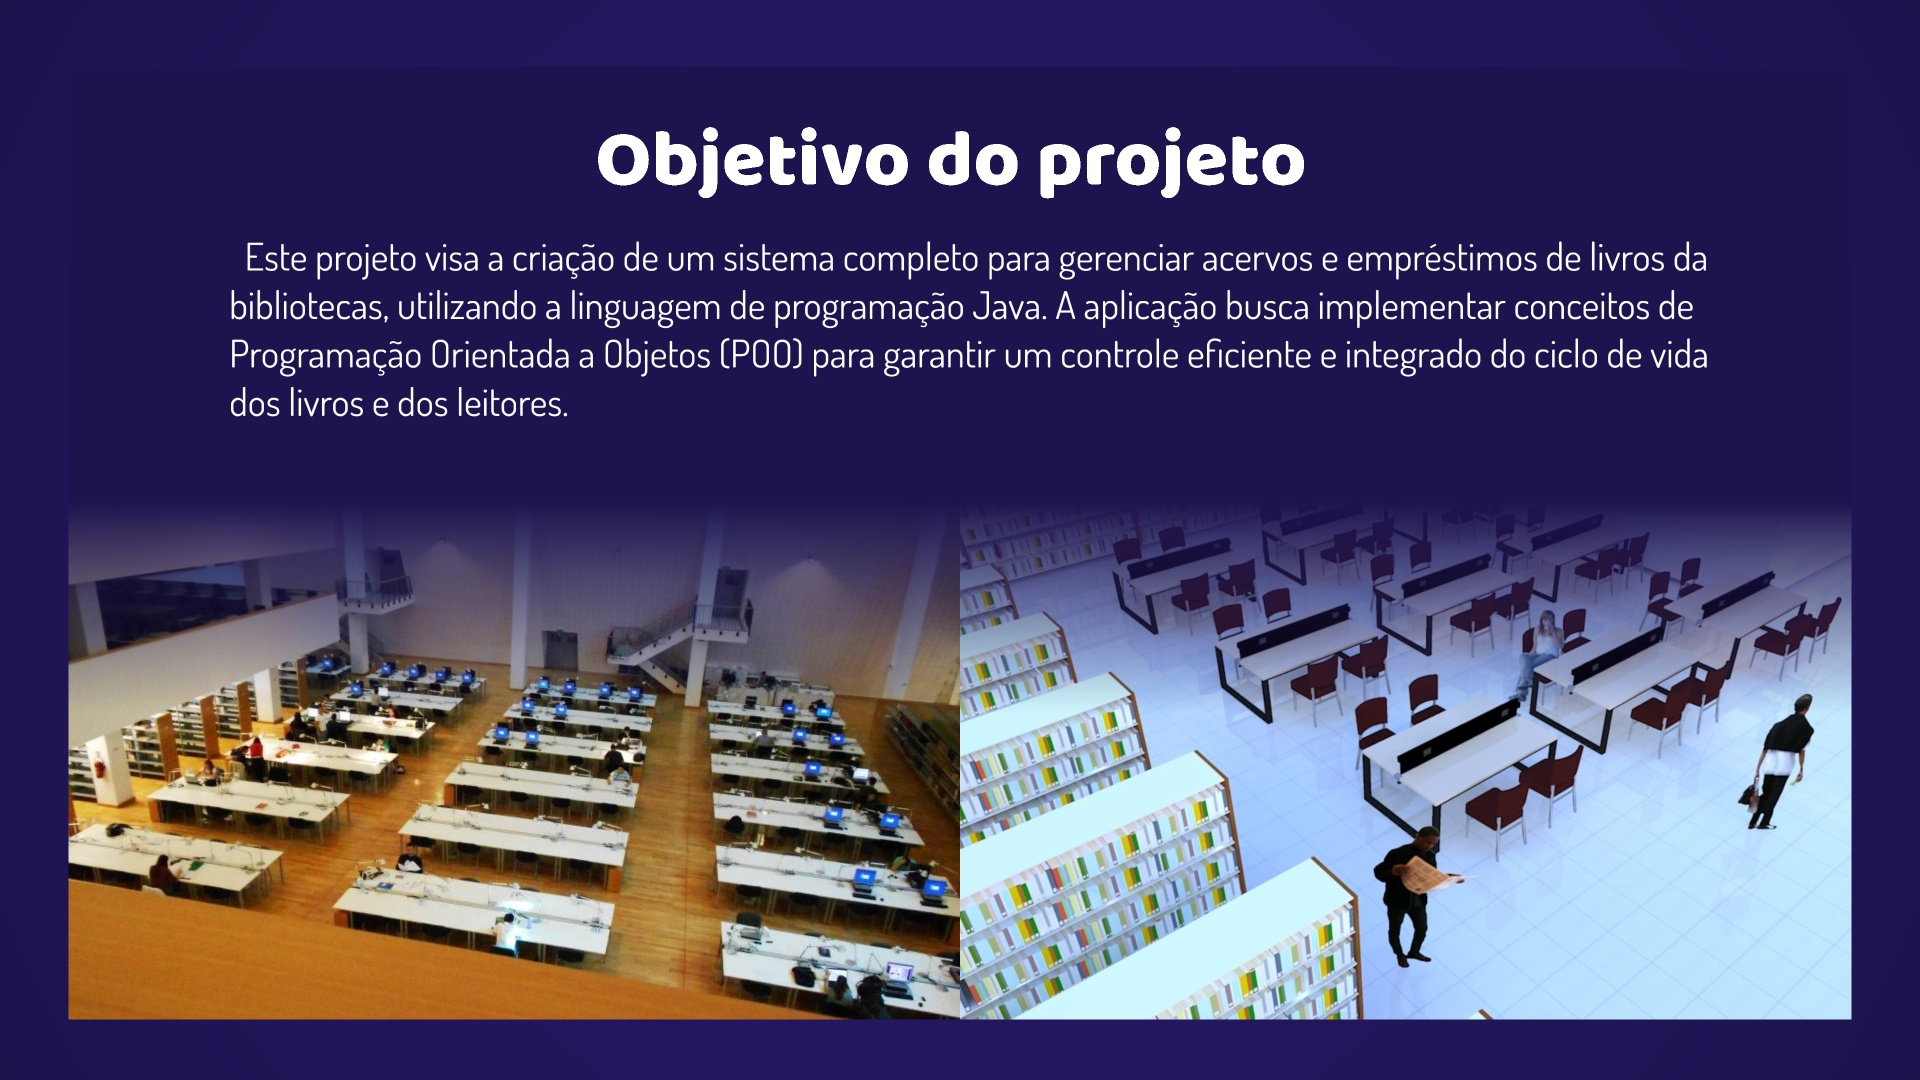 Objetivo do projeto
Este projeto visa a criação de um sistema completo para gerenciar acervos e empréstimos de livros da
bibliotecas, utilizando a linguagem de programação Java. A aplicação busca implementar conceitos de
Programação Orientada a Objetos (POO) para garantir um controle eficiente e integrado do ciclo de vida
dos livros e dos leitores.